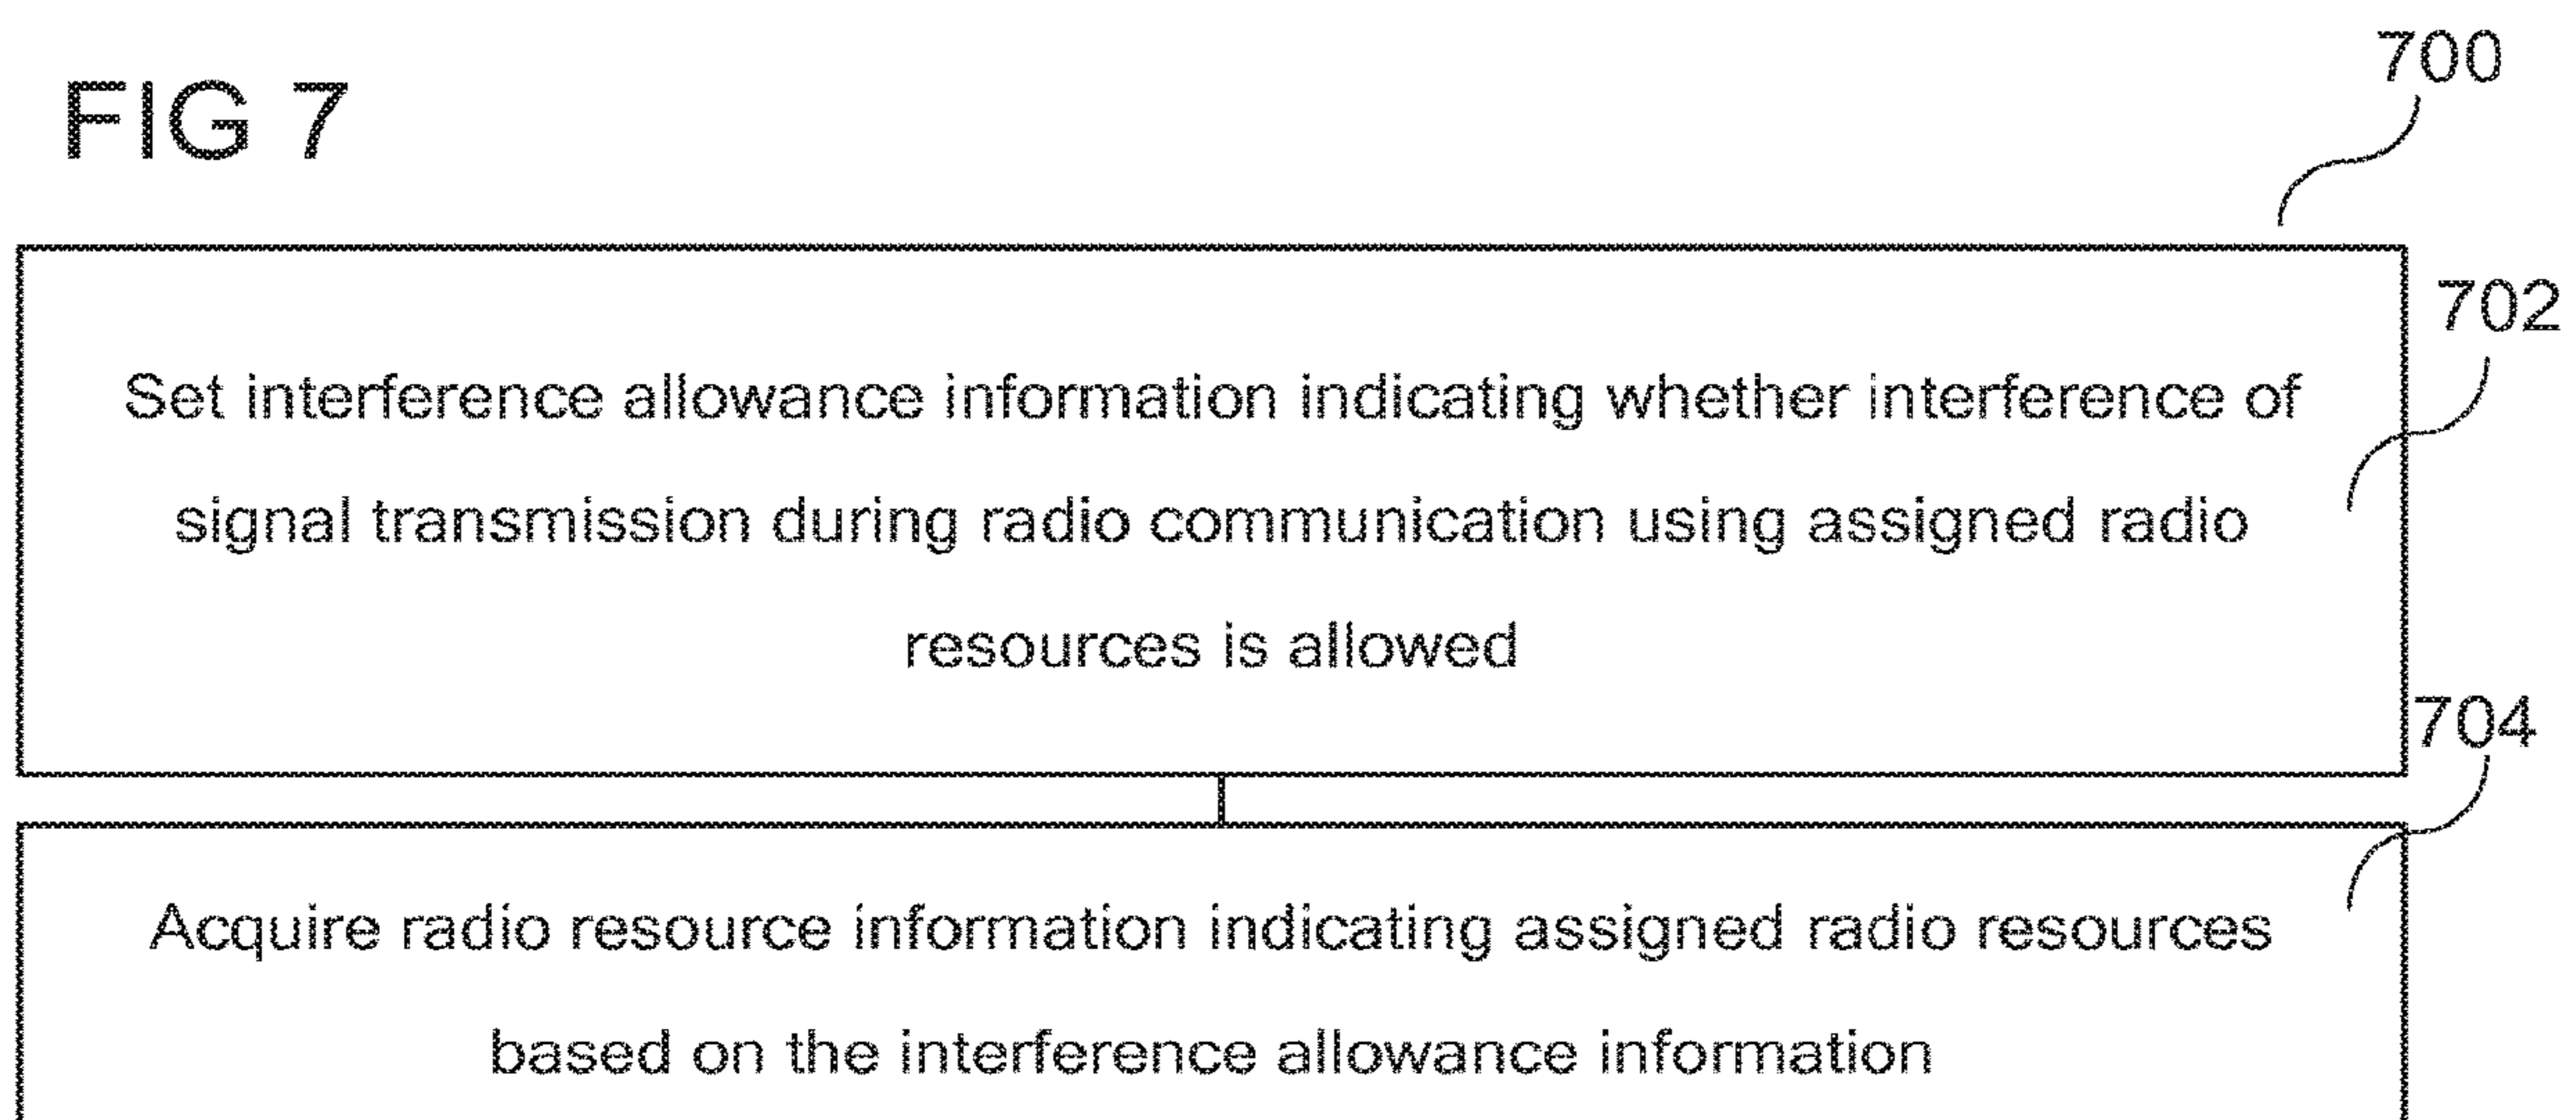 700
FIG 7
702
Set interference allowance information indicating whether interference of
signal transmission during radio communication using assigned radio
resources is allowed
704
Acquire radio resource information indicating assigned radio resources
based on the interference allowance information